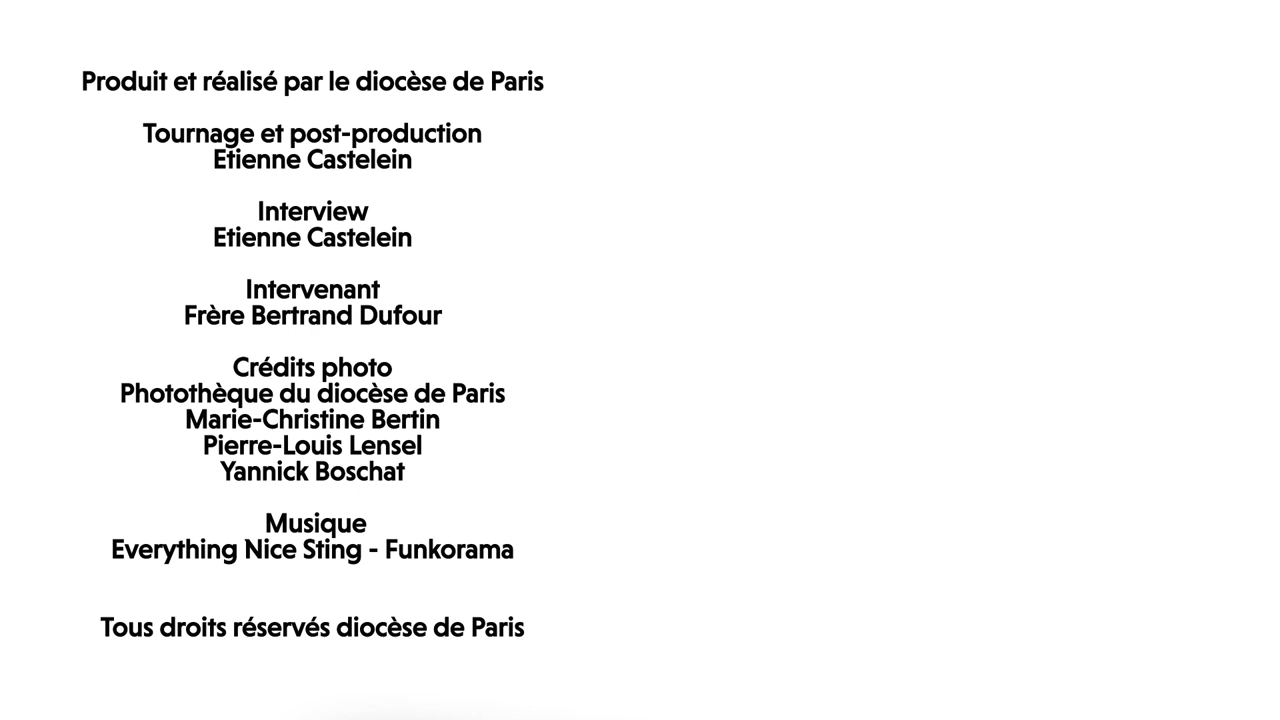 Produit et réalisé par le diocèse de Paris
Tournage et post-production
Etienne Castelein
Interview
Etienne Castelein
Intervenant
Frère Bertrand Dufour
Crédits photo
Photothèque du diocèse de Paris
Marie-Christine Bertin
Pierre-Louis Lensel
Yannick Boschat
Musique
Everything Nice Sting - Funkorama
Tous droits réservés diocèse de Paris